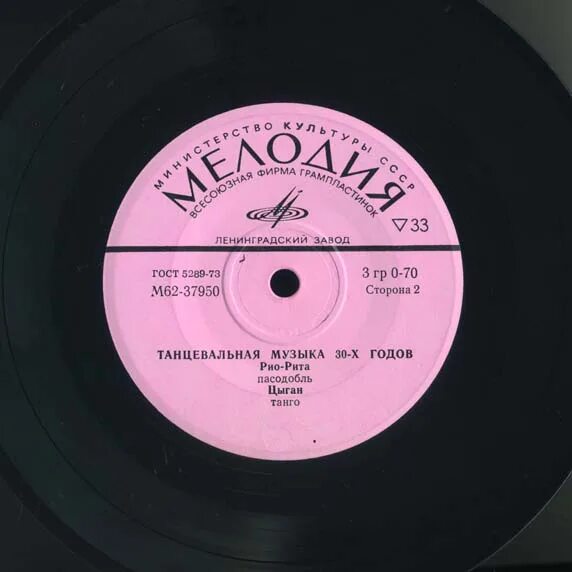 МИНИСТЕРСТВО КУЛЬТУРЫ СССР
МЕЛОДИЯ
ВСЕСОЮЗНАЯ ФИРМА ГРАМПЛАСТИНОК
▽33
ЛЕНИНГРАДСКИЙ ЗАВОД
ГОСТ 5289-73
3 гр 0-70
М62-37950
Сторона 2
ТАНЦЕВАЛЬНАЯ МУЗЫКА 30-Х ГОДОВ
Рио-Рита
пасодобль
Цыган
танго